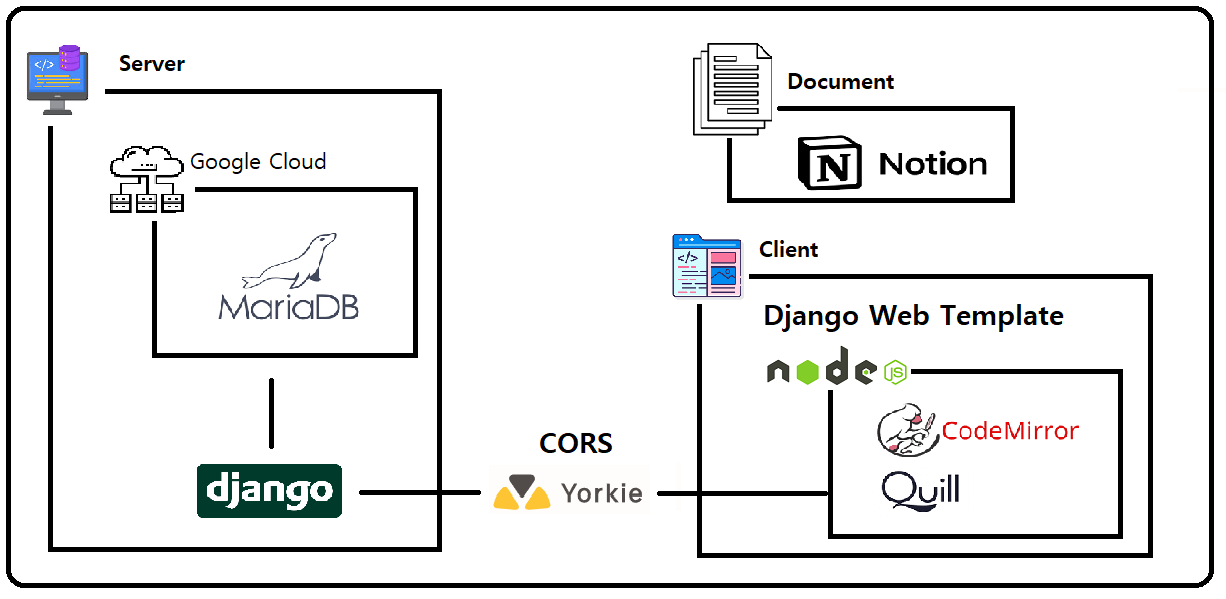 Server
Google Cloud
MariaDB
django
CORS
Yorkie
Document
N Notion
Client
</>
Django Web Template
node JS
CodeMirror
Quill
</>